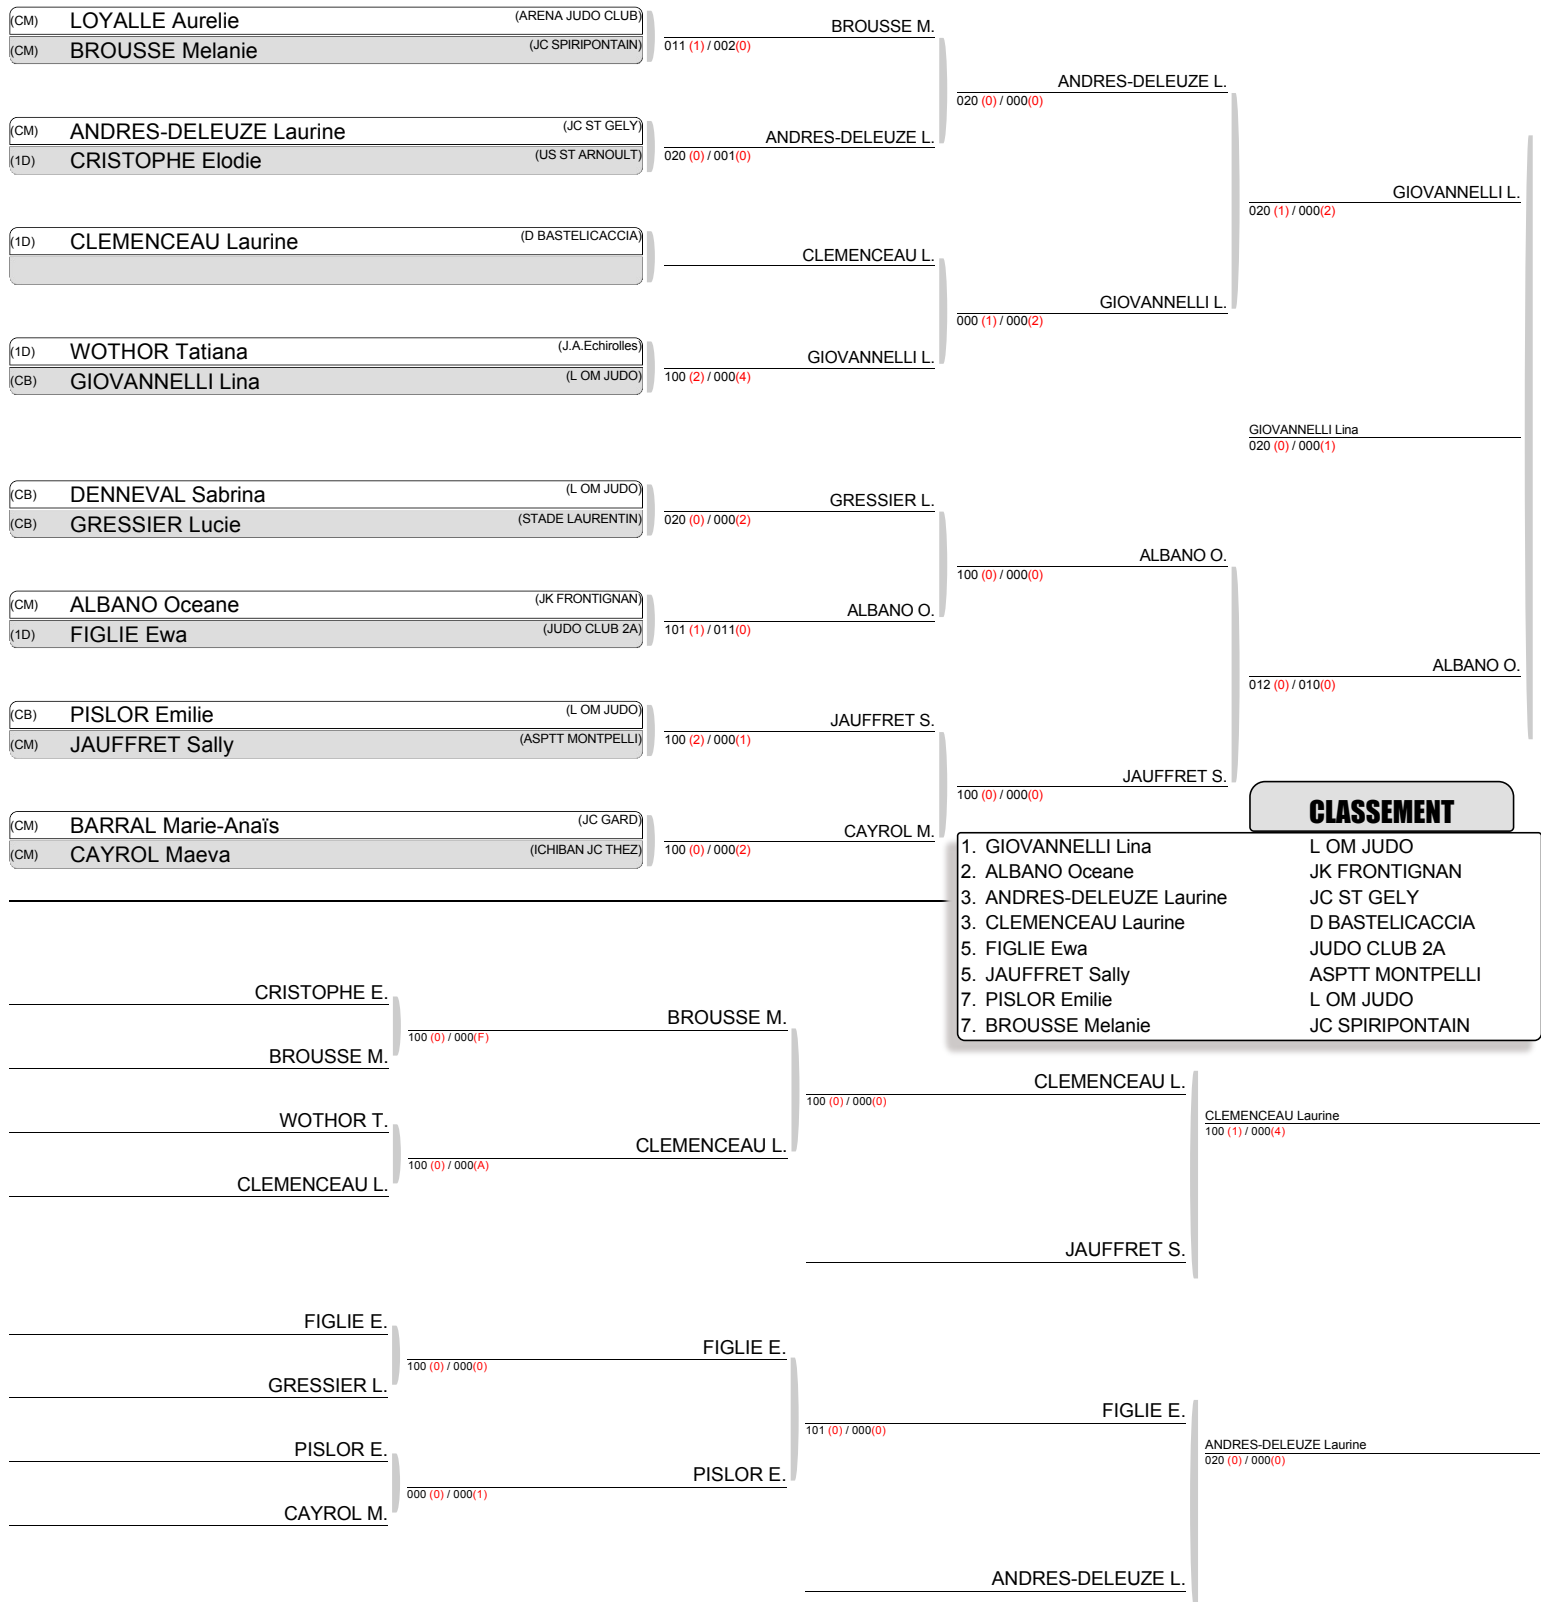 (CM) LOYALLE Aurelie (ARENA JUDO CLUB)
(CM) BROUSSE Melanie (JC SPIRIPONTAIN)
BROUSSE M.
011 (1) / 002(0)
ANDRES-DELEUZE L.
020 (0) / 000(0)
(CM) ANDRES-DELEUZE Laurine (JC ST GELY)
(1D) CRISTOPHE Elodie (US ST ARNOULT)
ANDRES-DELEUZE L.
020 (0) / 001(0)
GIOVANNELLI L.
020 (1) / 000(2)
(1D) CLEMENCEAU Laurine (D BASTELICACCIA)
CLEMENCEAU L.
GIOVANNELLI L.
000 (1) / 000(2)
(1D) WOTHOR Tatiana (J.A.Echirolles)
(CB) GIOVANNELLI Lina (L OM JUDO)
GIOVANNELLI L.
100 (2) / 000(4)
GIOVANNELLI Lina
020 (0) / 000(1)
(CB) DENNEVAL Sabrina (L OM JUDO)
(CB) GRESSIER Lucie (STADE LAURENTIN)
GRESSIER L.
020 (0) / 000(2)
ALBANO O.
100 (0) / 000(0)
(CM) ALBANO Oceane (JK FRONTIGNAN)
(1D) FIGLIE Ewa (JUDO CLUB 2A)
ALBANO O.
101 (1) / 011(0)
ALBANO O.
012 (0) / 010(0)
(CB) PISLOR Emilie (L OM JUDO)
(CM) JAUFFRET Sally (ASPTT MONTPELLI)
JAUFFRET S.
100 (2) / 000(1)
JAUFFRET S.
100 (0) / 000(0)
(CM) BARRAL Marie-Anaïs (JC GARD)
(CM) CAYROL Maeva (ICHIBAN JC THEZ)
CAYROL M.
100 (0) / 000(2)
CLASSEMENT
1. GIOVANNELLI Lina L OM JUDO
2. ALBANO Oceane JK FRONTIGNAN
3. ANDRES-DELEUZE Laurine JC ST GELY
3. CLEMENCEAU Laurine D BASTELICACCIA
5. FIGLIE Ewa JUDO CLUB 2A
5. JAUFFRET Sally ASPTT MONTPELLI
7. PISLOR Emilie L OM JUDO
7. BROUSSE Melanie JC SPIRIPONTAIN
CRISTOPHE E.
BROUSSE M.
100 (0) / 000(F)
BROUSSE M.
CLEMENCEAU L.
100 (0) / 000(0)
CLEMENCEAU Laurine
100 (1) / 000(4)
WOTHOR T.
CLEMENCEAU L.
100 (0) / 000(A)
CLEMENCEAU L.
JAUFFRET S.
FIGLIE E.
FIGLIE E.
100 (0) / 000(0)
GRESSIER L.
FIGLIE E.
101 (0) / 000(0)
ANDRES-DELEUZE Laurine
020 (0) / 000(0)
PISLOR E.
PISLOR E.
000 (0) / 000(1)
CAYROL M.
ANDRES-DELEUZE L.